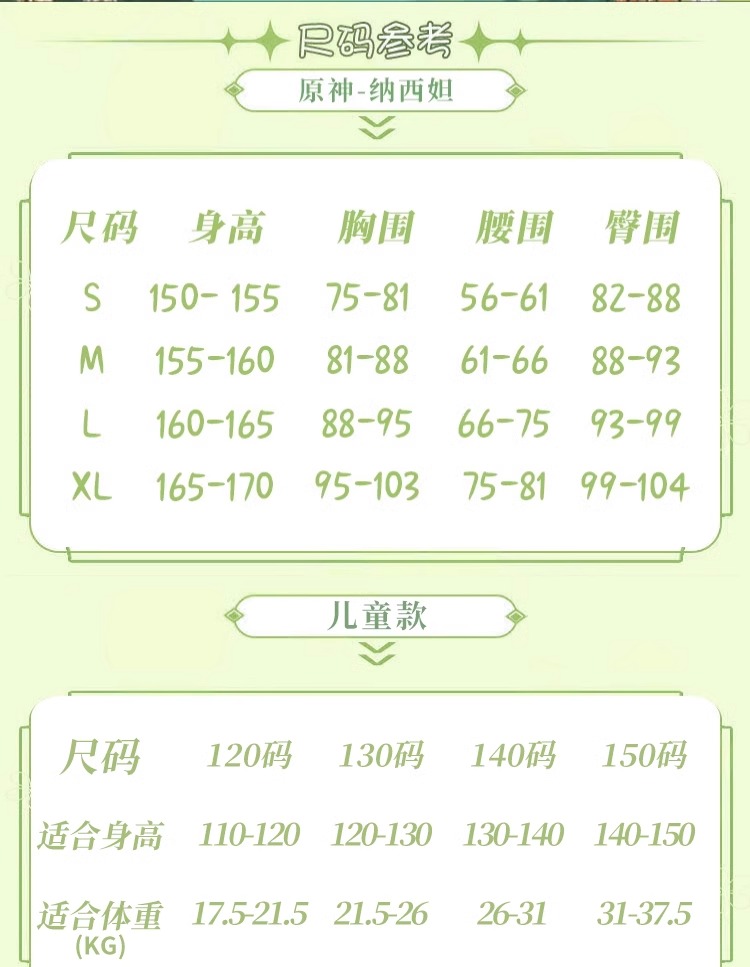 尺码参考
原神-纳西妲
尺码 身高 胸围 腰围 臀围
S 150- 155 75-81 56-61 82-88
M 155-160 81-88 61-66 88-93
L 160-165 88-95 66-75 93-99
XL 165-170 95-103 75-81 99-104
儿童款
尺码 120码 130码 140码 150码
适合身高 110-120 120-130 130-140 140-150
适合体重 17.5-21.5 21.5-26 26-31 31-37.5
(KG)